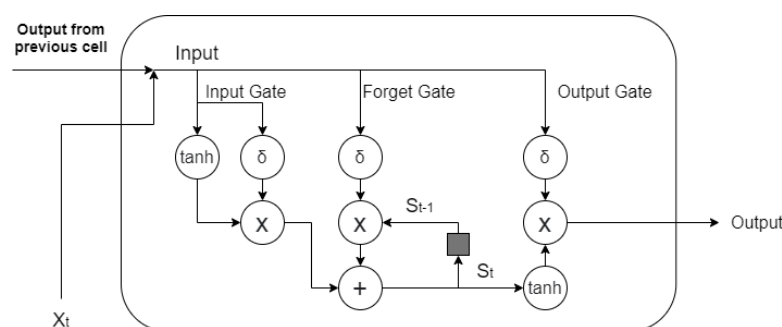 Output from
previous cell
Input
Input Gate
Forget Gate
Output Gate
tanh
δ
δ
δ
X
X
X
St-1
Output
+
St
tanh
Xt